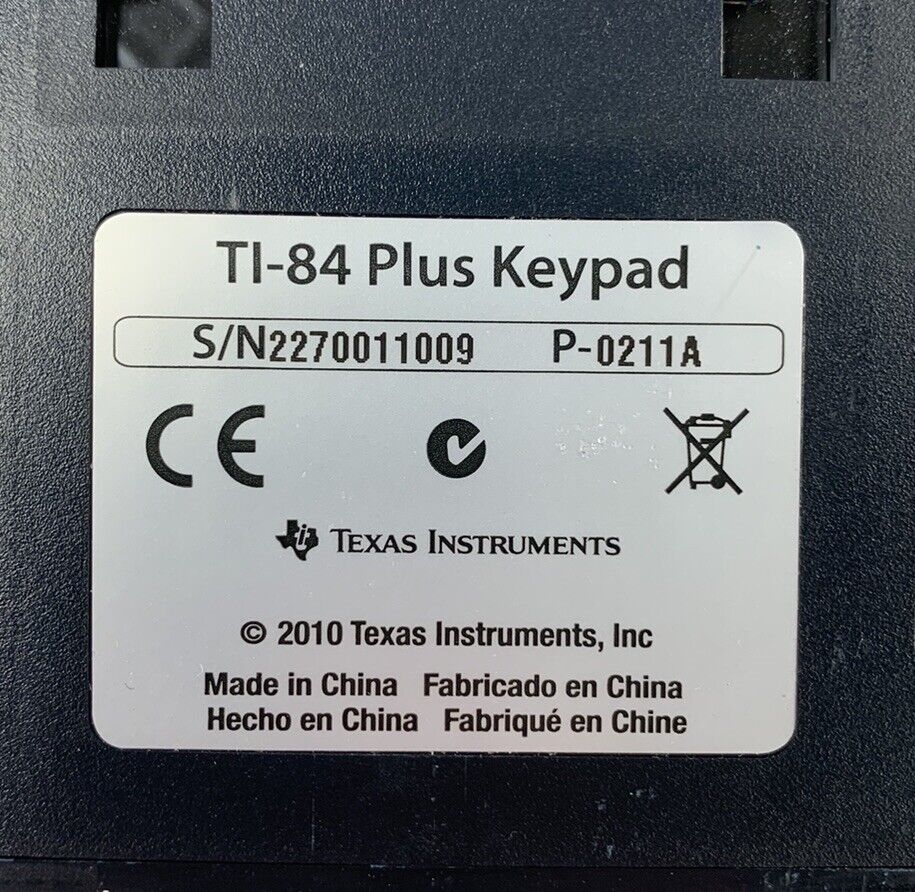 TI-84 Plus Keypad
S/N2270011009 P-0211A
CE
TEXAS INSTRUMENTS
© 2010 Texas Instruments, Inc
Made in China Fabricado en China
Hecho en China Fabriqué en Chine